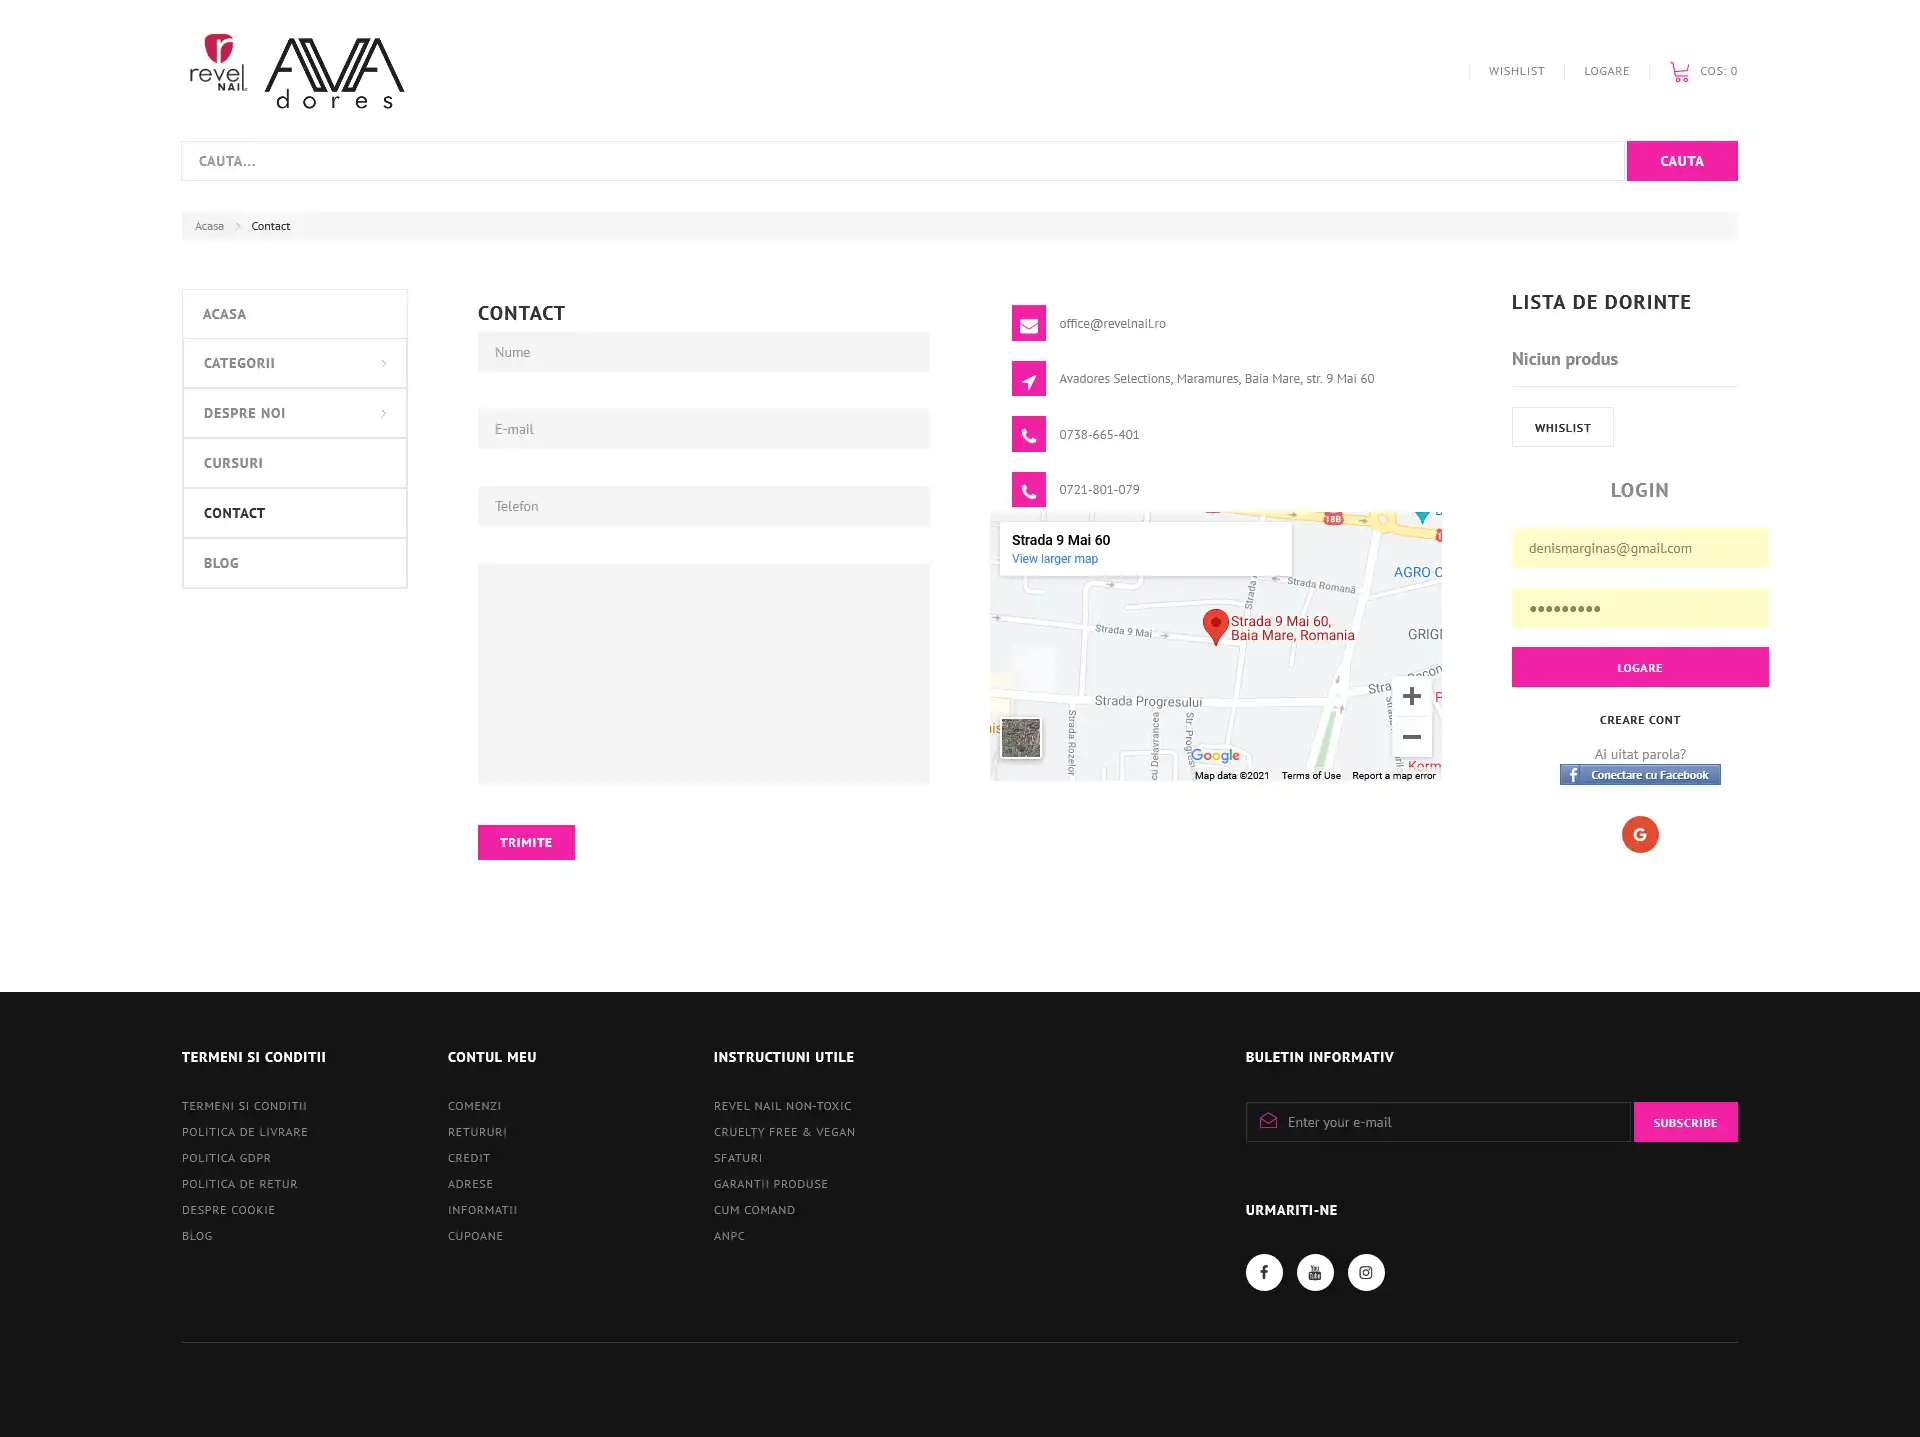 revel
NAIL
AVA
dores
WISHLIST
LOGARE
COS: 0
CAUTA...
CAUTA
Acasa
Contact
ACASA
CATEGORII
DESPRE NOI
CURSURI
CONTACT
BLOG
CONTACT
Nume
E-mail
Telefon
TRIMITE
office@revelnail.ro
Avadores Selections, Maramures, Baia Mare, str. 9 Mai 60
0738-665-401
0721-801-079
Strada 9 Mai 60
View larger map
18B
AGRO C
Strada Romană
Strada
Strada 9 Mai
Strada 9 Mai 60,
Baia Mare, Romania
GRIGI
Strada Progresului
Strada Rozelor
cu Delavrancea
Str. Progres
Google
Map data ©2021
Terms of Use
Report a map error
LISTA DE DORINTE
Niciun produs
WHISLIST
LOGIN
denismarginas@gmail.com
LOGARE
CREARE CONT
Ai uitat parola?
Conectare cu Facebook
G
TERMENI SI CONDITII
TERMENI SI CONDITII
POLITICA DE LIVRARE
POLITICA GDPR
POLITICA DE RETUR
DESPRE COOKIE
BLOG
CONTUL MEU
COMENZI
RETURURI
CREDIT
ADRESE
INFORMATII
CUPOANE
INSTRUCTIUNI UTILE
REVEL NAIL NON-TOXIC
CRUELTY FREE & VEGAN
SFATURI
GARANTII PRODUSE
CUM COMAND
ANPC
BULETIN INFORMATIV
Enter your e-mail
SUBSCRIBE
URMARITI-NE